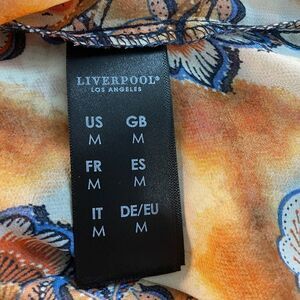 LIVERPOOL®
LOS ANGELES
US GB
M M
FR ES
M M
IT DE/EU
M M